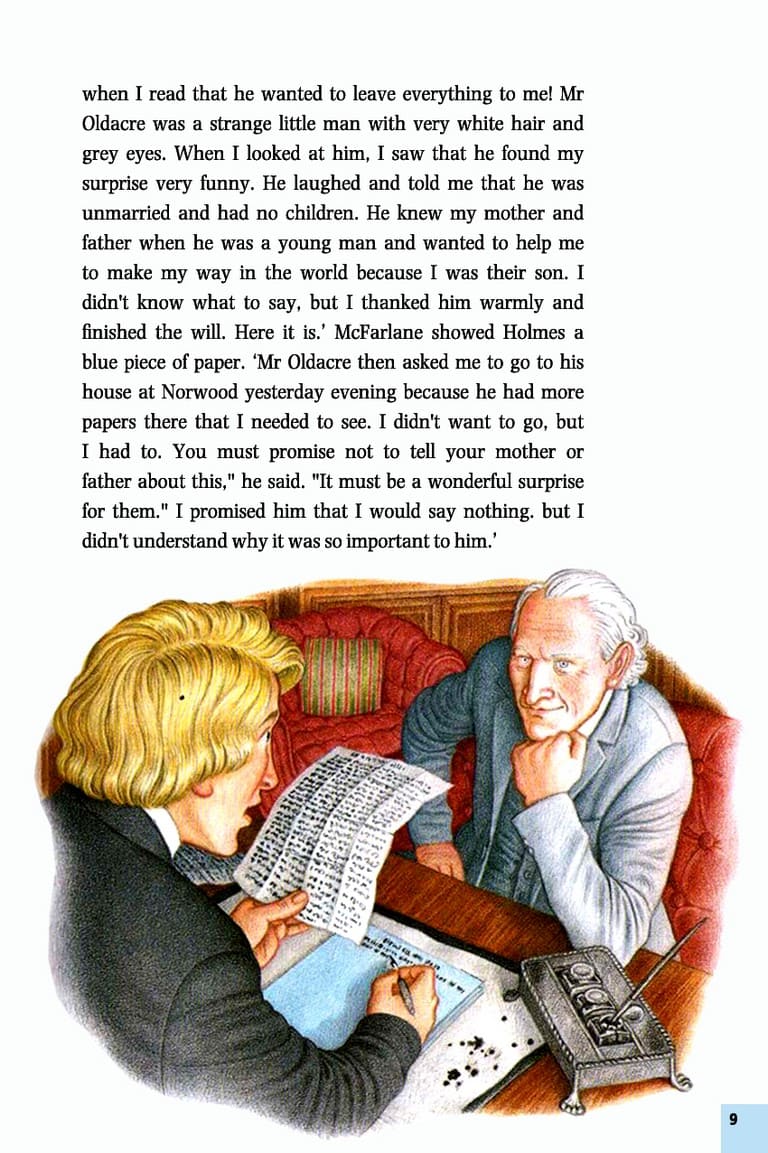 when I read that he wanted to leave everything to me! Mr
Oldacre was a strange little man with very white hair and
grey eyes. When I looked at him, I saw that he found my
surprise very funny. He laughed and told me that he was
unmarried and had no children. He knew my mother and
father when he was a young man and wanted to help me
to make my way in the world because I was their son. I
didn't know what to say, but I thanked him warmly and
finished the will. Here it is.’ McFarlane showed Holmes a
blue piece of paper. ‘Mr Oldacre then asked me to go to his
house at Norwood yesterday evening because he had more
papers there that I needed to see. I didn't want to go, but
I had to. You must promise not to tell your mother or
father about this," he said. "It must be a wonderful surprise
for them." I promised him that I would say nothing. but I
didn't understand why it was so important to him.’
9